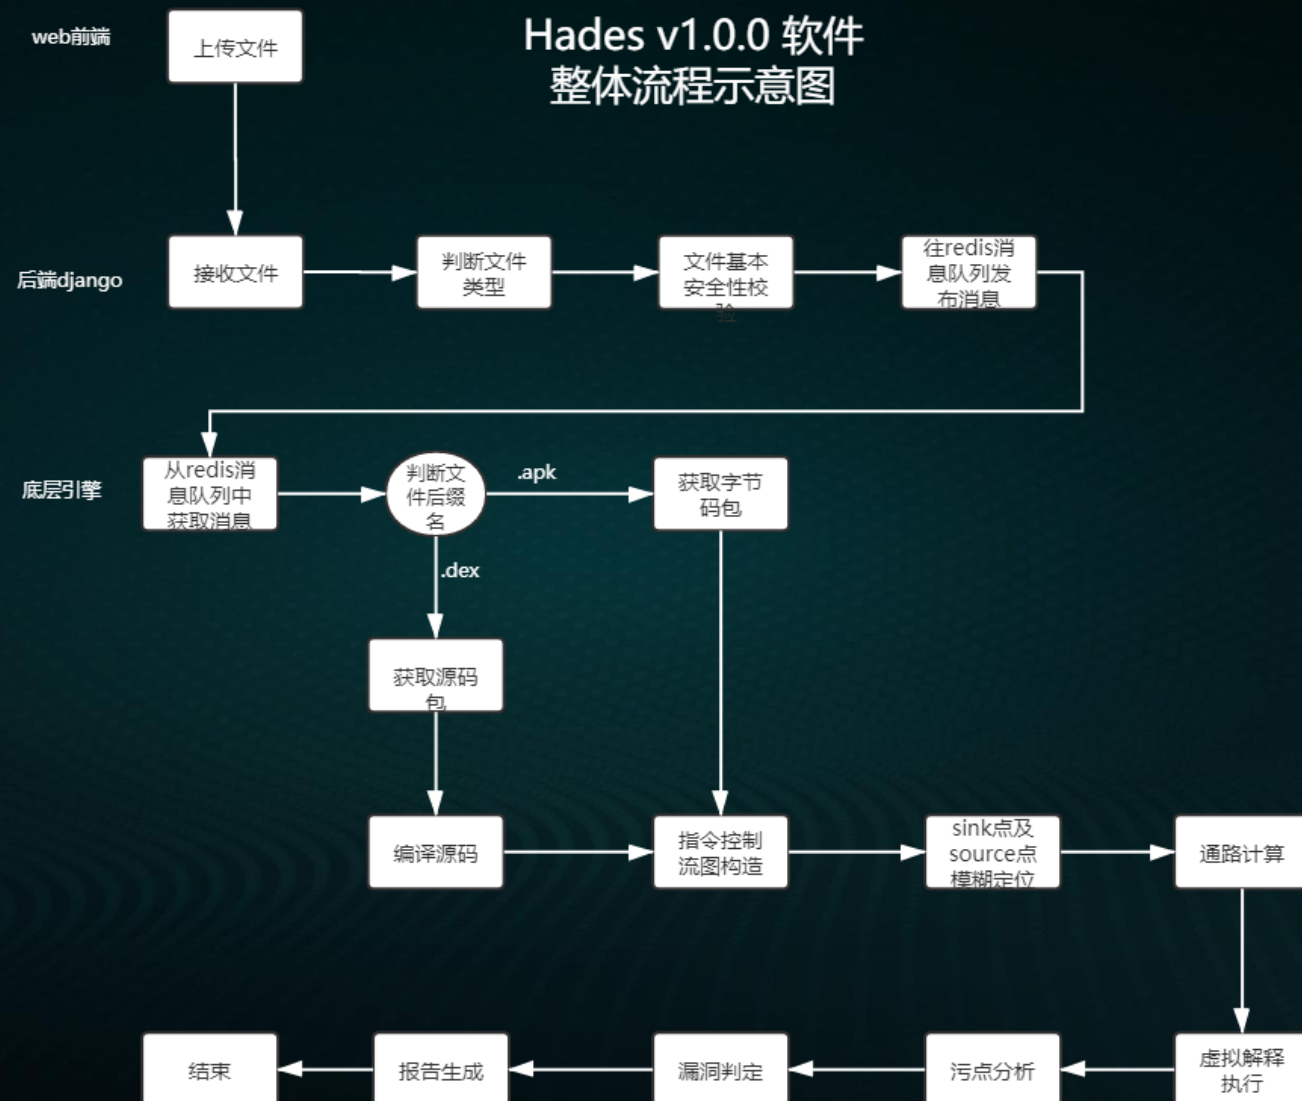 web前端
上传文件
Hades v1.0.0 软件
整体流程示意图
后端django
接收文件
判断文件
类型
文件基本
安全性校
验
往redis消
息队列发
布消息
底层引擎
从redis消
息队列中
获取消息
判断文
件后缀
名
.apk
获取字节
码包
.dex
获取源码
包
编译源码
指令控制
流图构造
sink点及
source点
模糊定位
通路计算
结束
报告生成
漏洞判定
污点分析
虚拟解释
执行